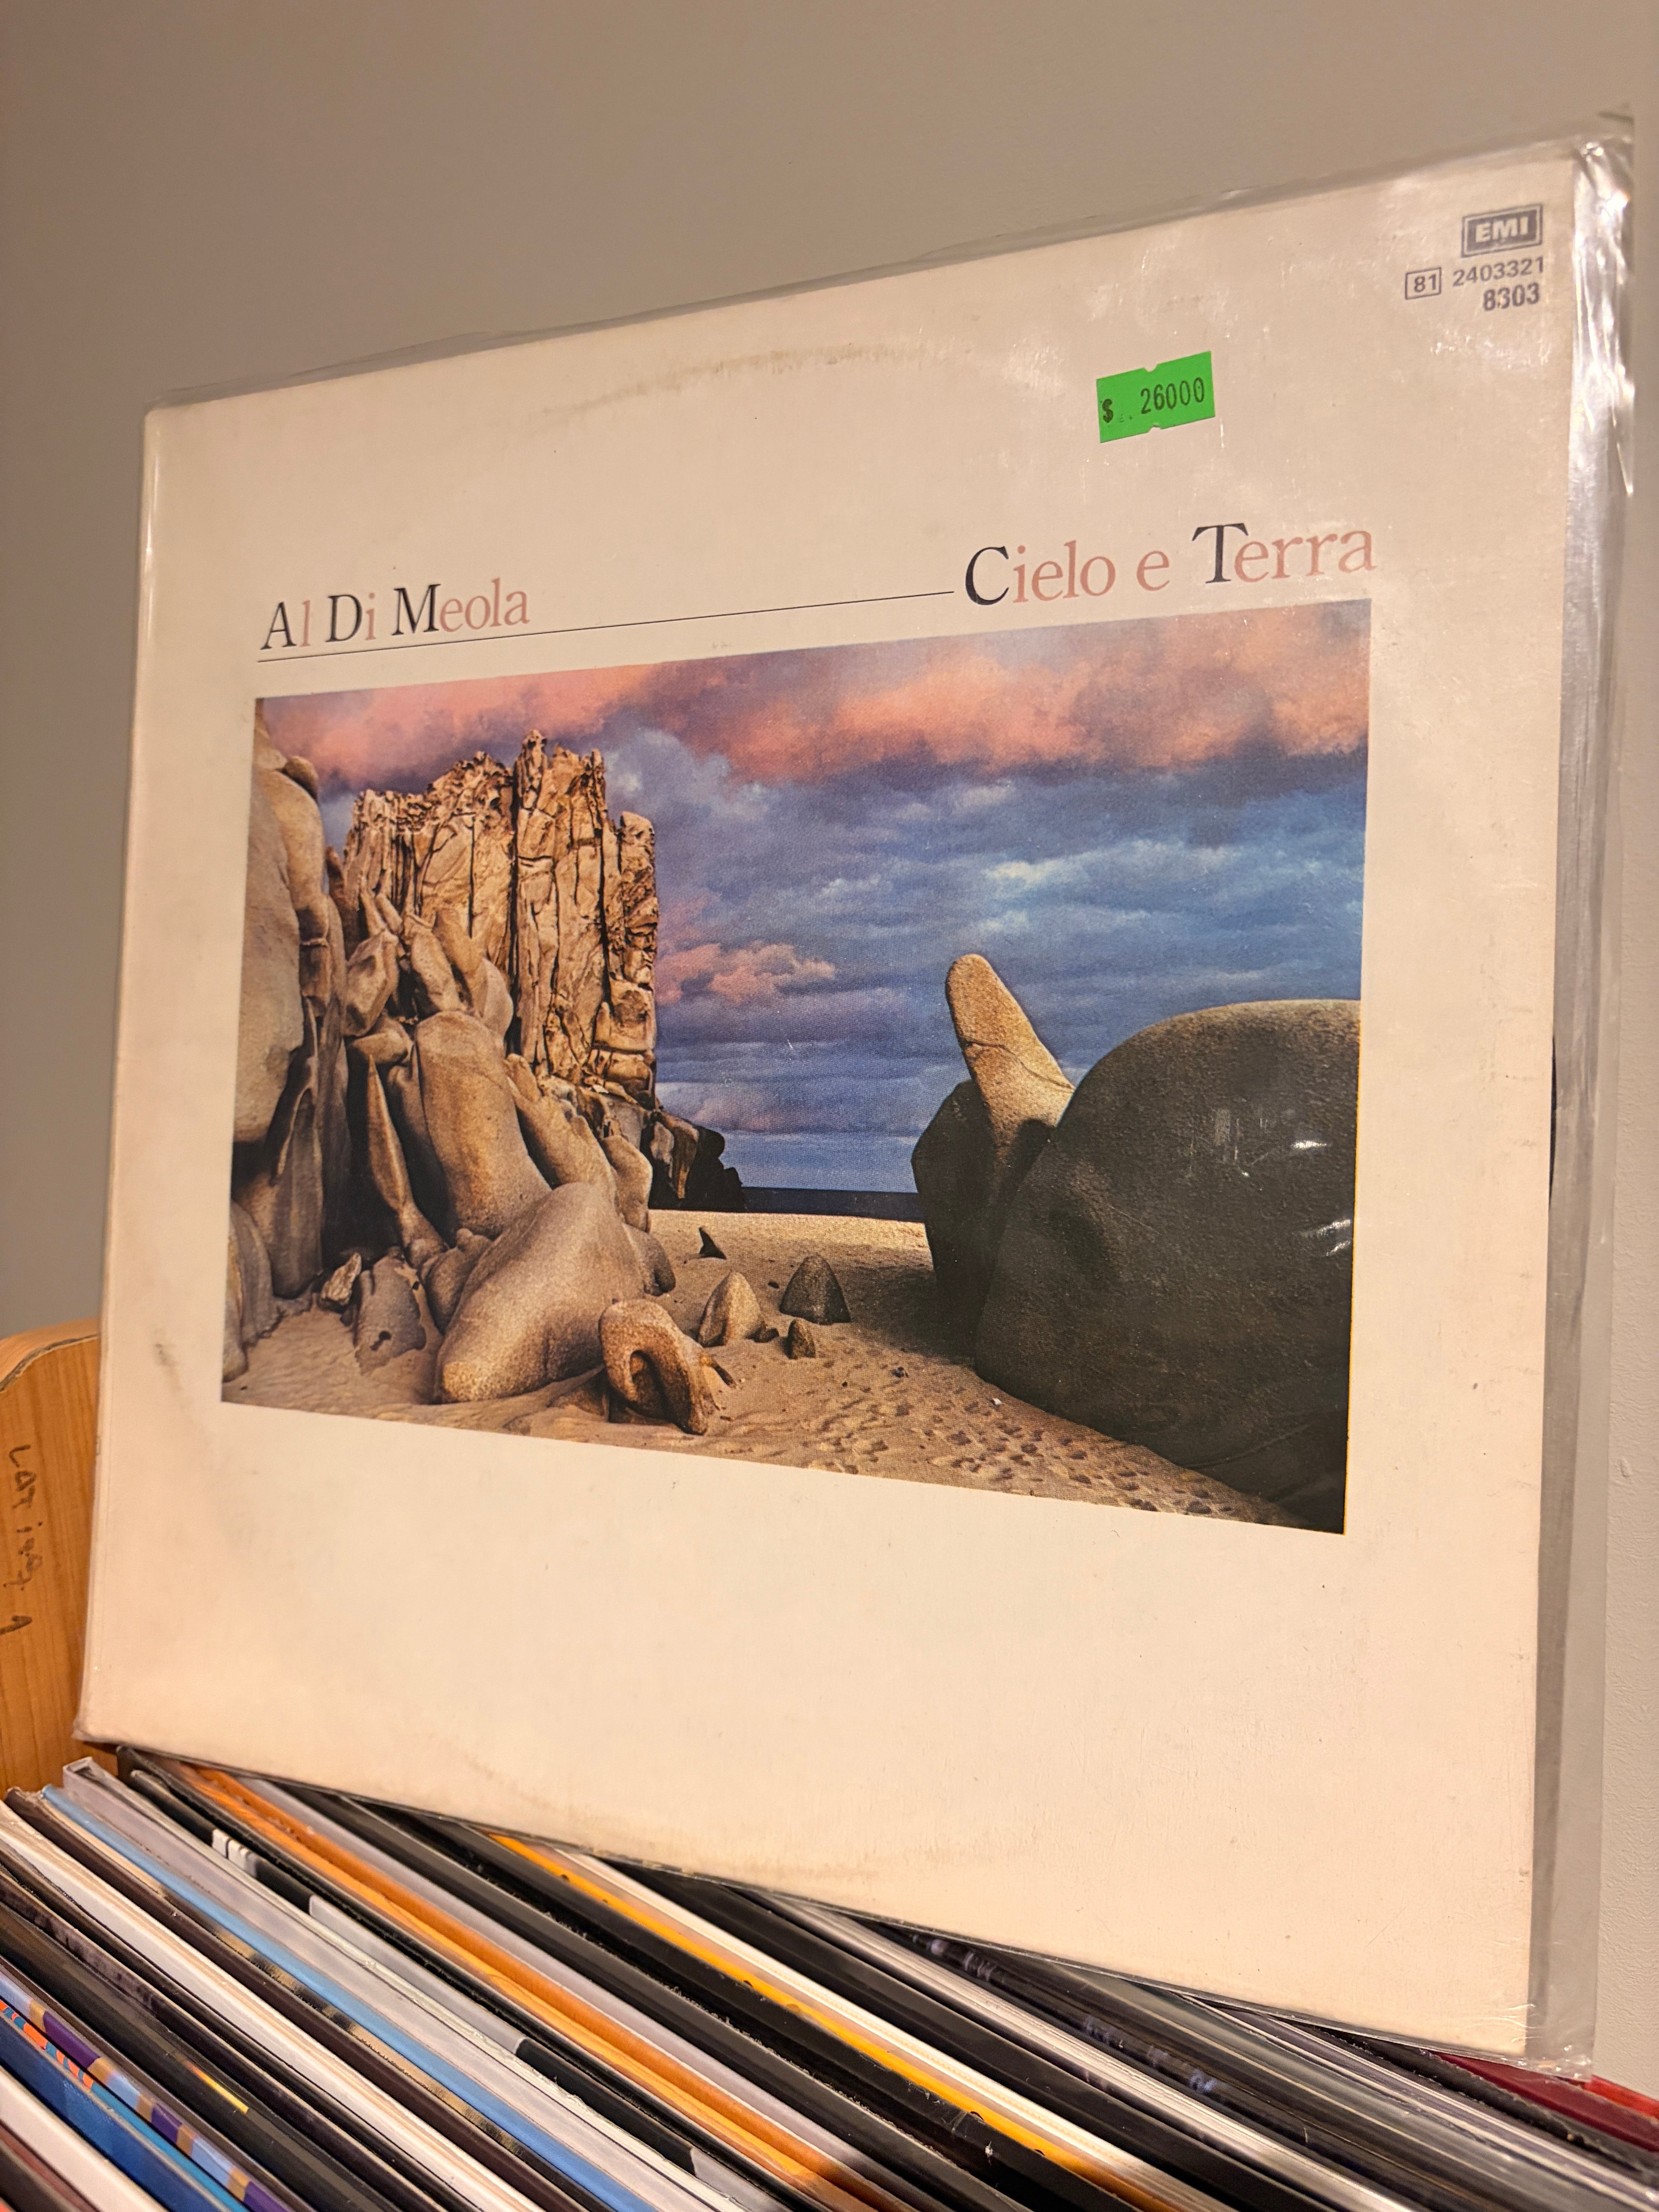 EMI
81 2403321
8303
$ 26000
Al Di Meola Cielo e Terra